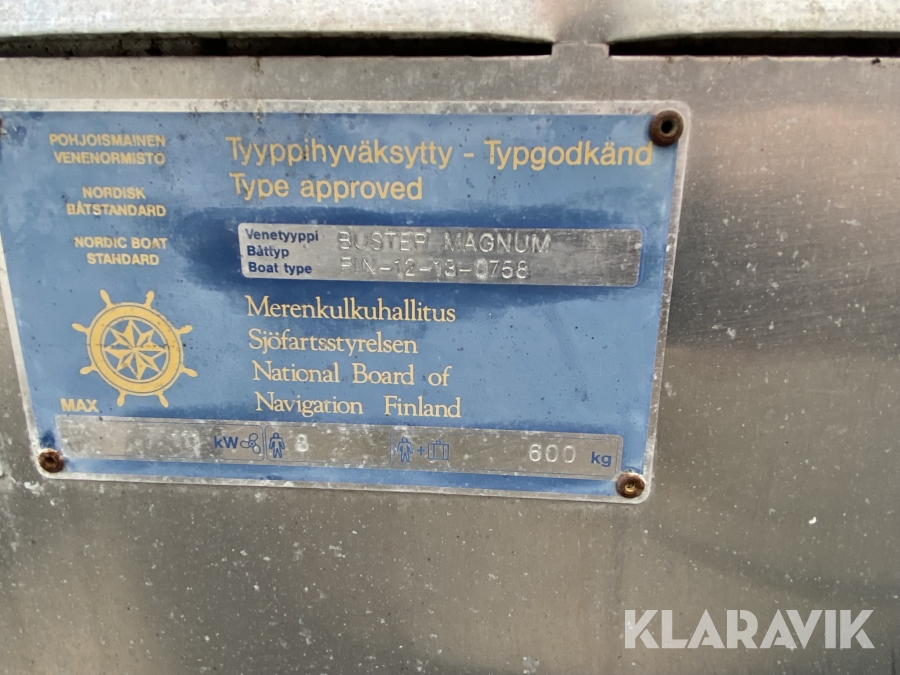 POHJOISMAINEN
VENENORMISTO
NORDISK
BÅTSTANDARD
NORDIC BOAT
STAHDARD
Tyyppihyväksytty - Typgodkänd
Type approved
Venetyyppi
Båttyp
Boat type
BUSTER MAGNUM
FIN-12-13-0758
Merenkulkuhallitus
Sjöfartsstyrelsen
National Board of
Navigation Finland
MAX
kW 8 + 600 kg
KLARAVIK